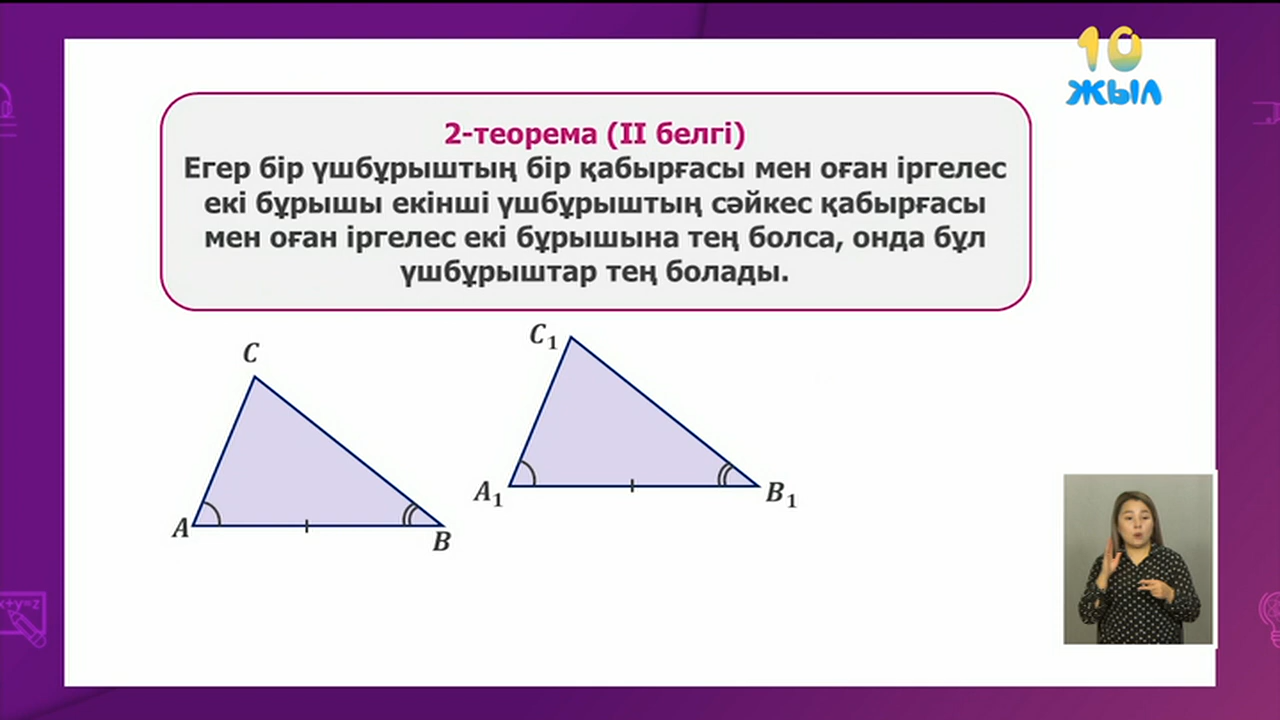 10
ЖЫЛ
2-теорема (II белгі)
Егер бір үшбұрыштың бір қабырғасы мен оған іргелес
екі бұрышы екінші үшбұрыштың сәйкес қабырғасы
мен оған іргелес екі бұрышына тең болса, онда бұл
үшбұрыштар тең болады.
C
C₁
A
B
A₁
B₁
x+y=z